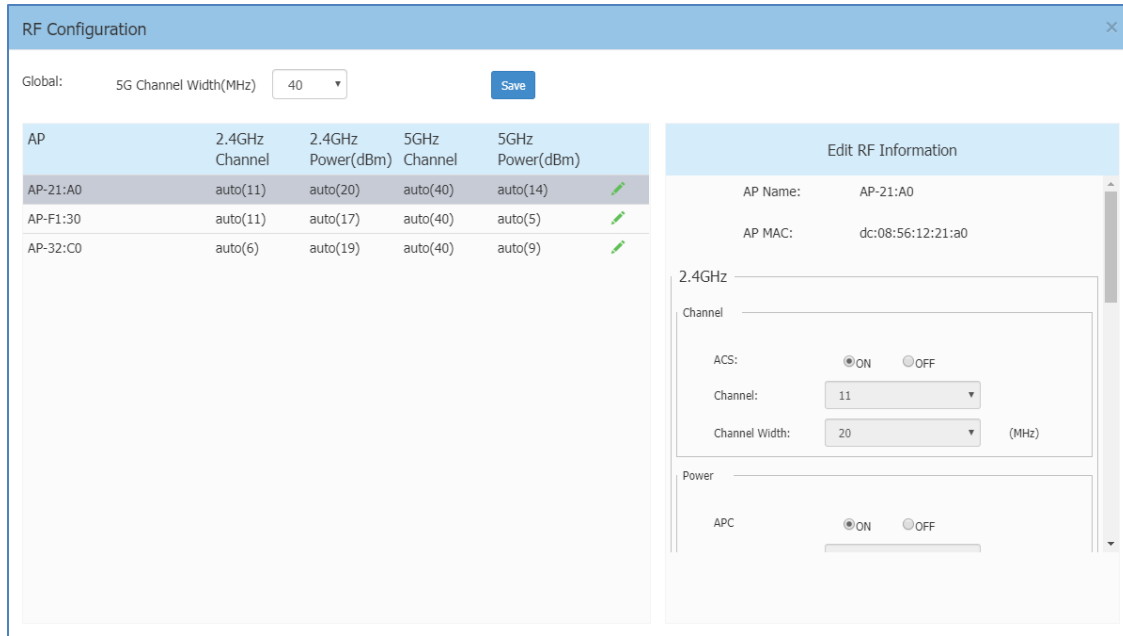 RF Configuration ×
Global: 5G Channel Width(MHz) 40 Save
AP 2.4GHz Channel 2.4GHz Power(dBm) 5GHz Channel 5GHz Power(dBm)
AP-21:A0 auto(11) auto(20) auto(40) auto(14)
AP-F1:30 auto(11) auto(17) auto(40) auto(5)
AP-32:C0 auto(6) auto(19) auto(40) auto(9)
Edit RF Information
AP Name: AP-21:A0
AP MAC: dc:08:56:12:21:a0
2.4GHz
Channel
ACS: ON OFF
Channel: 11
Channel Width: 20 (MHz)
Power
APC ON OFF